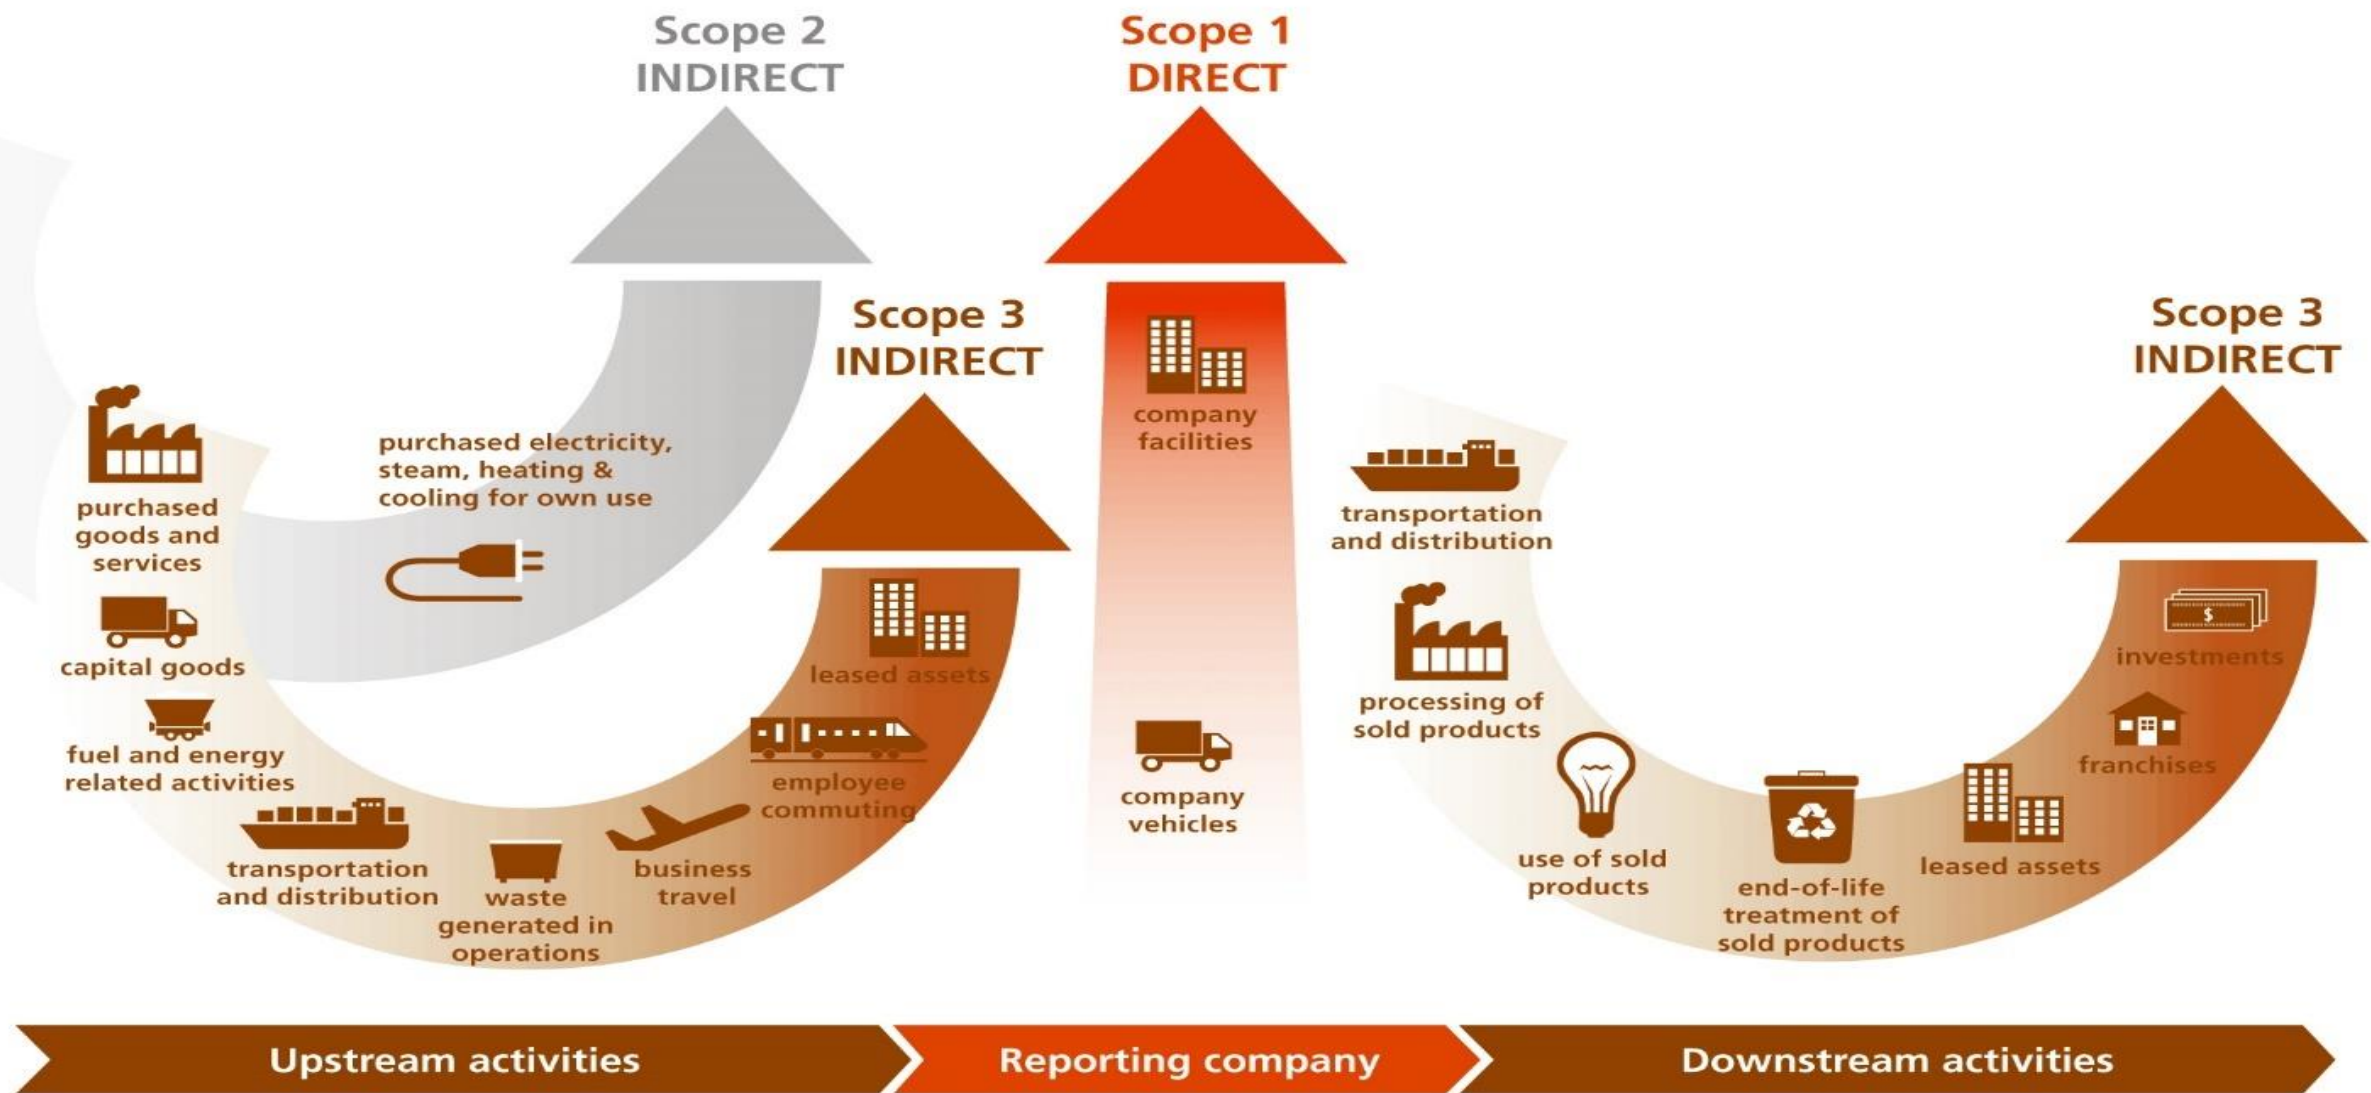 Scope 2
INDIRECT
Scope 1
DIRECT
Scope 3
INDIRECT
Scope 3
INDIRECT
purchased electricity,
steam, heating &
cooling for own use
purchased
goods and
services
capital goods
fuel and energy
related activities
transportation
and distribution
waste
generated in
operations
business
travel
employee
commuting
leased assets
company
facilities
company
vehicles
transportation
and distribution
processing of
sold products
use of sold
products
end-of-life
treatment of
sold products
leased assets
franchises
$
investments
Upstream activities
Reporting company
Downstream activities